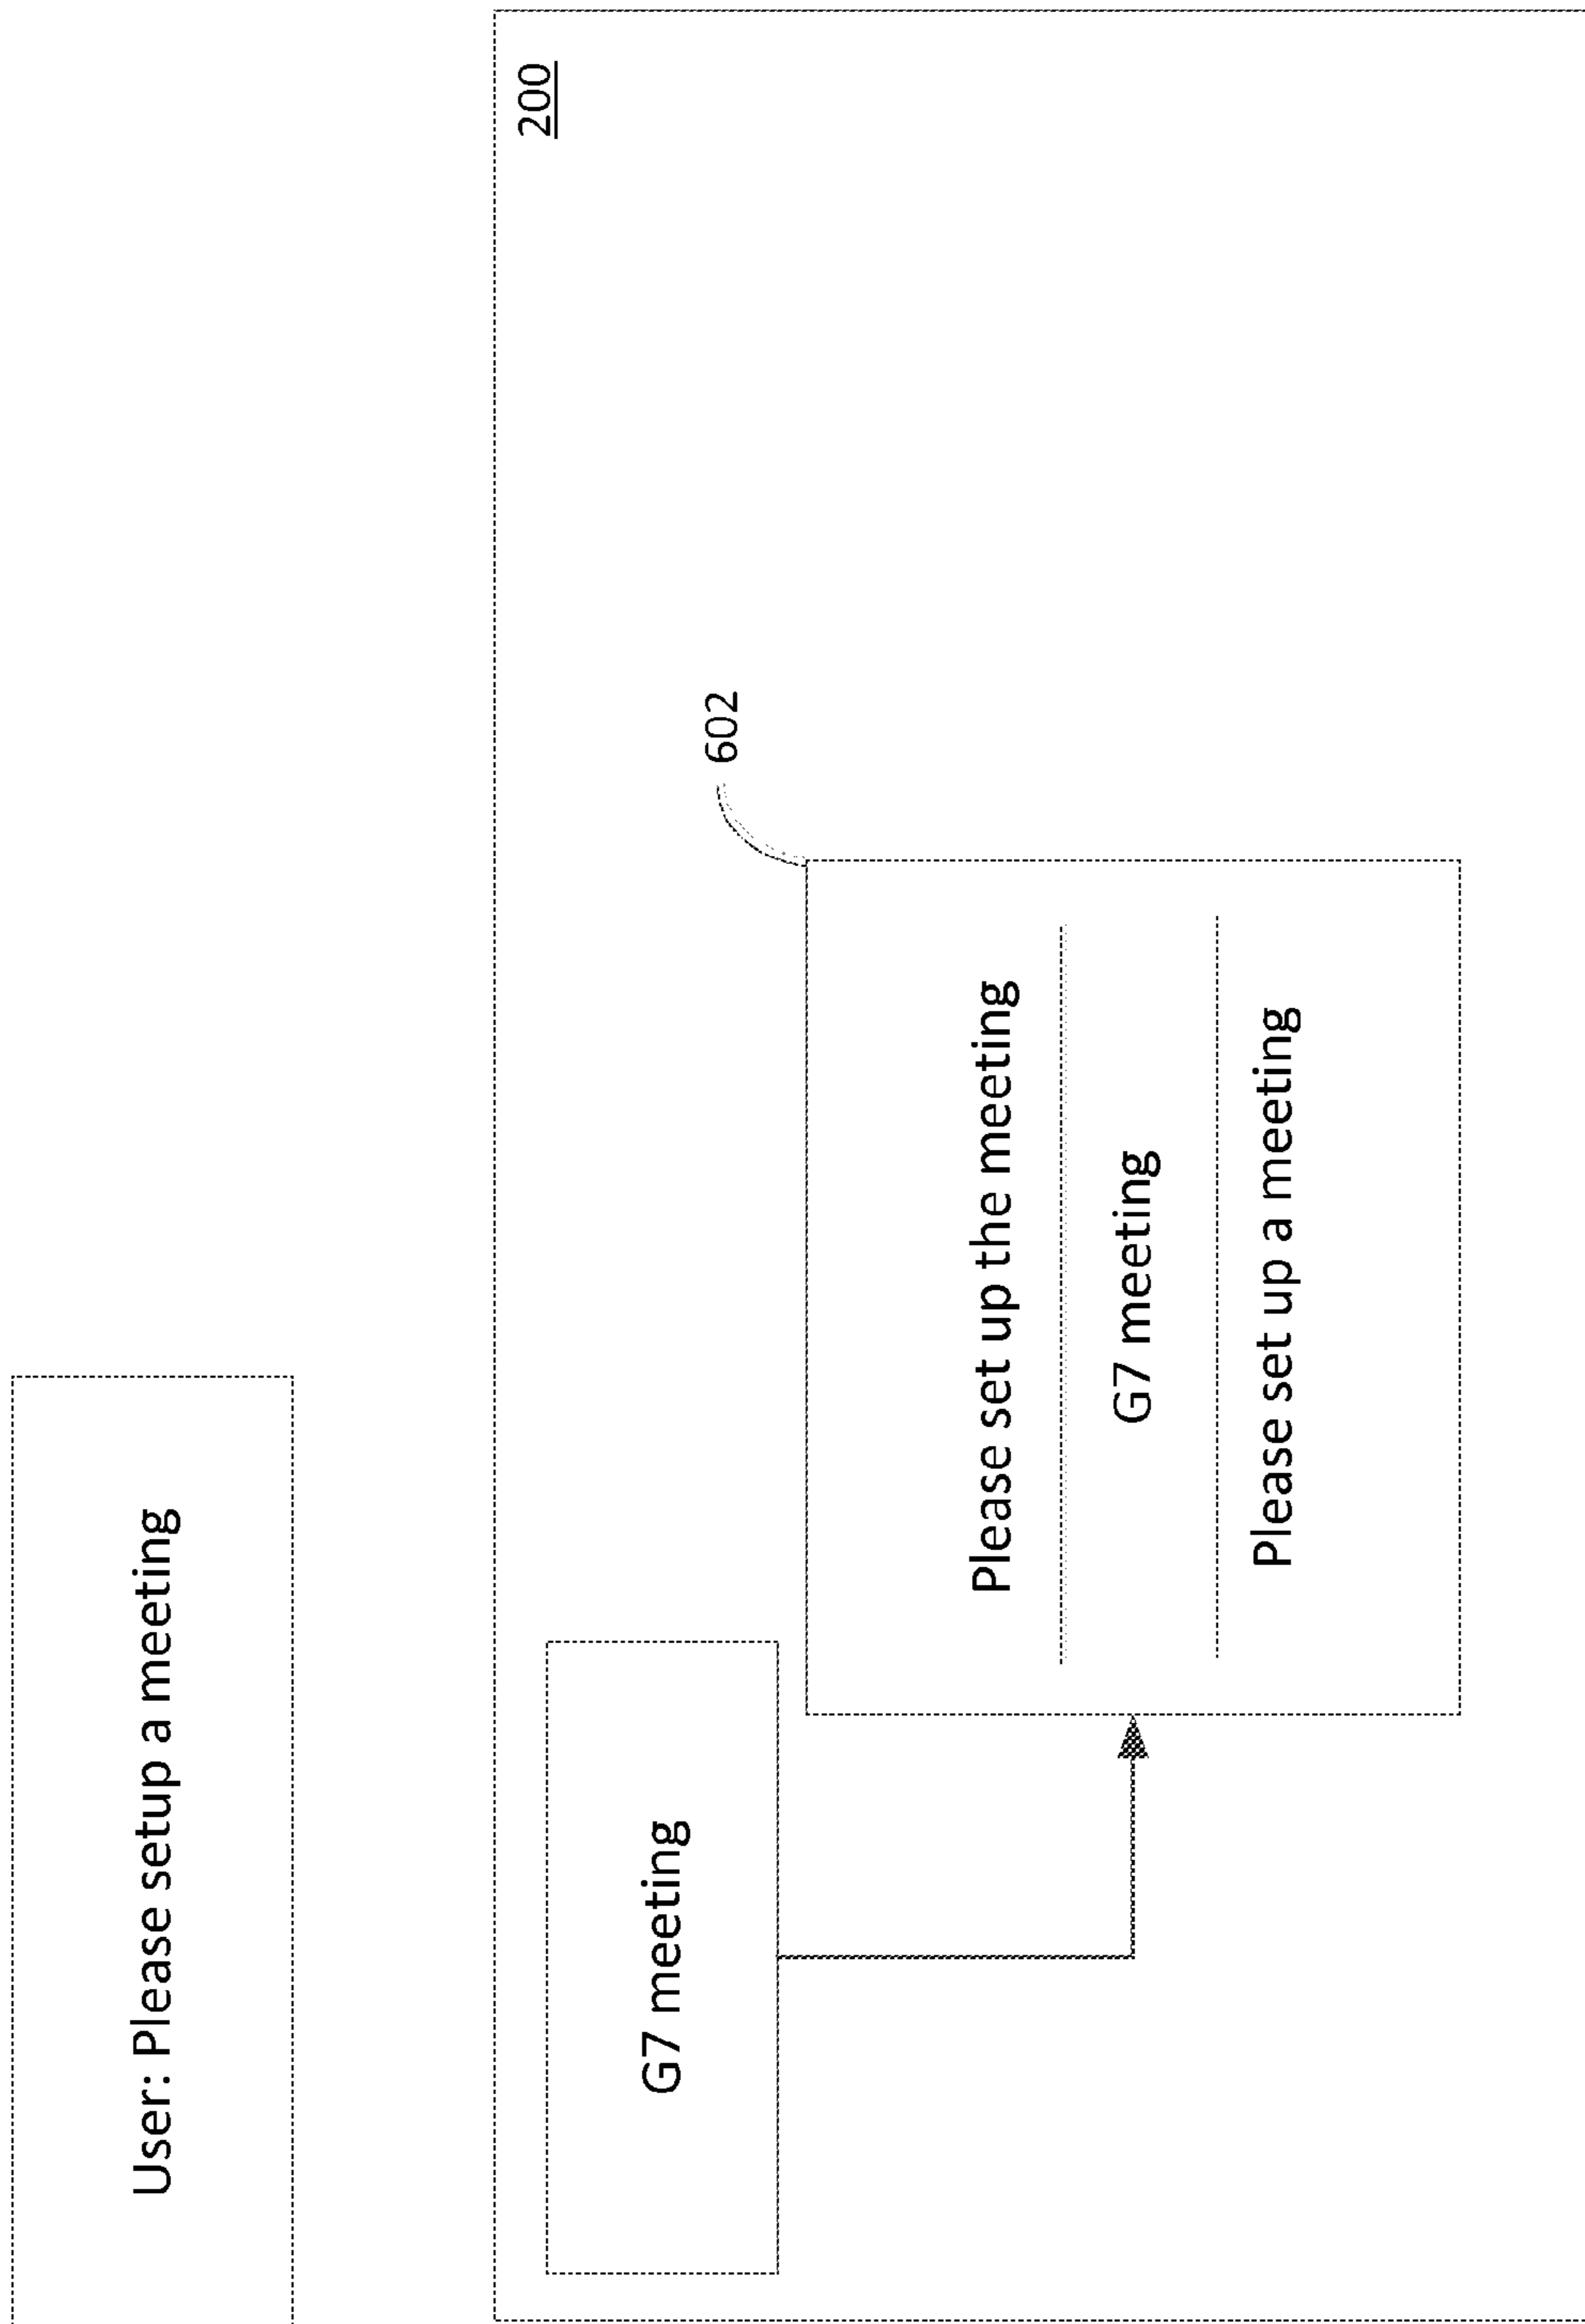 User: Please setup a meeting
200
G7 meeting
602
Please set up the meeting
G7 meeting
Please set up a meeting